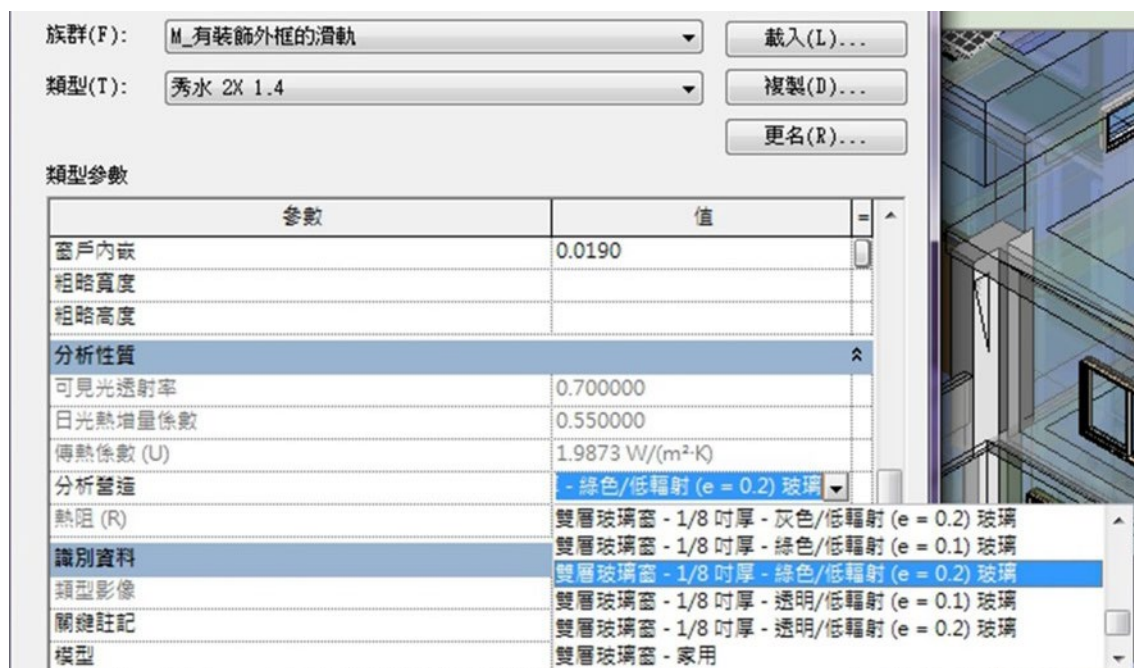 族群(F): M_有裝飾外框的滑軌 載入(L)...
類型(T): 秀水 2X 1.4 複製(D)...
更名(R)...
類型參數
參數 值 =
窗戶內嵌 0.0190
粗略寬度
粗略高度
分析性質
可見光透射率 0.700000
日光熱增量係數 0.550000
傳熱係數 (U) 1.9873 W/(m²·K)
分析營造 - 綠色/低輻射 (e = 0.2) 玻璃
熱阻 (R) 雙層玻璃窗 - 1/8 吋厚 - 灰色/低輻射 (e = 0.2) 玻璃
雙層玻璃窗 - 1/8 吋厚 - 綠色/低輻射 (e = 0.1) 玻璃
識別資料
雙層玻璃窗 - 1/8 吋厚 - 綠色/低輻射 (e = 0.2) 玻璃
類型影像 雙層玻璃窗 - 1/8 吋厚 - 透明/低輻射 (e = 0.1) 玻璃
關鍵註記 雙層玻璃窗 - 1/8 吋厚 - 透明/低輻射 (e = 0.2) 玻璃
模型 雙層玻璃窗 - 家用